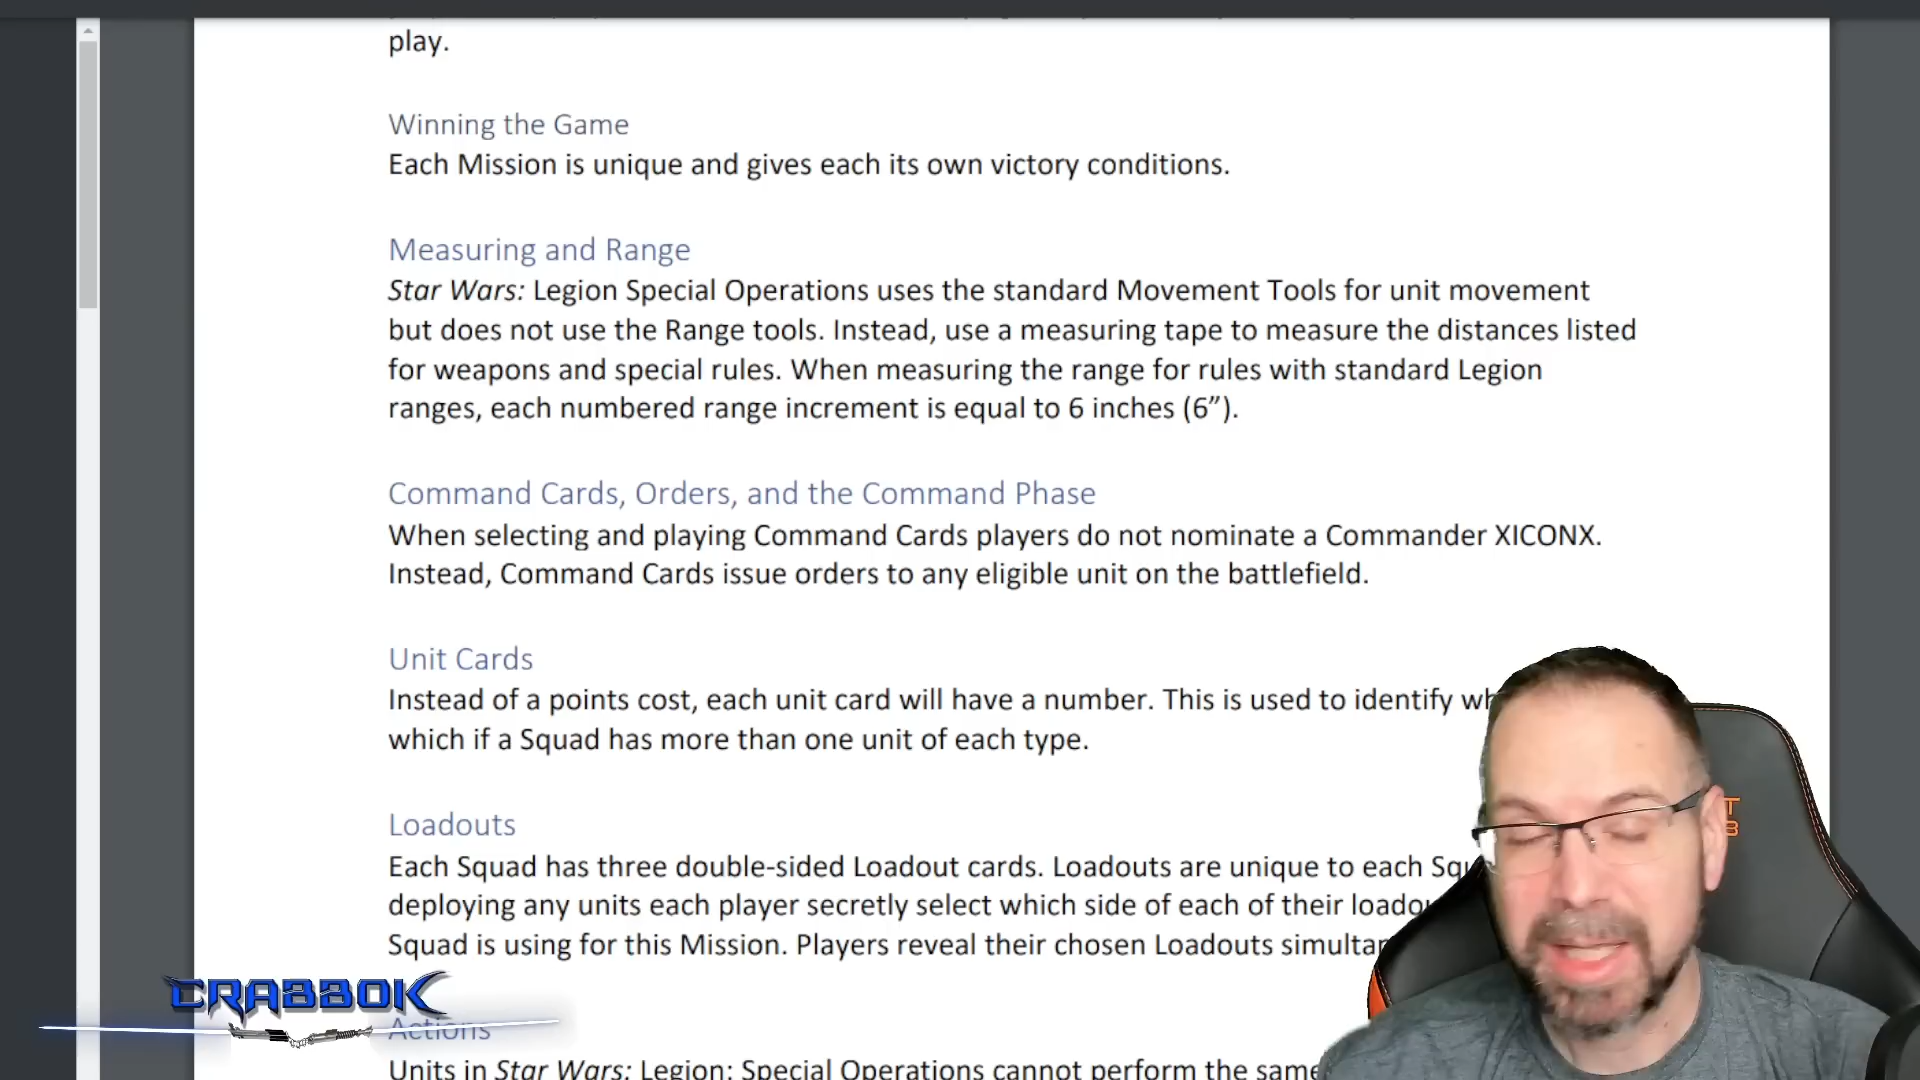 play.
Winning the Game
Each Mission is unique and gives each its own victory conditions.
Measuring and Range
Star Wars: Legion Special Operations uses the standard Movement Tools for unit movement
but does not use the Range tools. Instead, use a measuring tape to measure the distances listed
for weapons and special rules. When measuring the range for rules with standard Legion
ranges, each numbered range increment is equal to 6 inches (6”).
Command Cards, Orders, and the Command Phase
When selecting and playing Command Cards players do not nominate a Commander XICONX.
Instead, Command Cards issue orders to any eligible unit on the battlefield.
Unit Cards
Instead of a points cost, each unit card will have a number. This is used to identify
which if a Squad has more than one unit of each type.
Loadouts
Each Squad has three double-sided Loadout cards. Loadouts are unique to each
deploying any units each player secretly select which side of each of their
Squad is using for this Mission. Players reveal their chosen Loadouts
CRABBOK
Actions
Units in Star Wars: Legion: Special Operations cannot perform the same
T
B